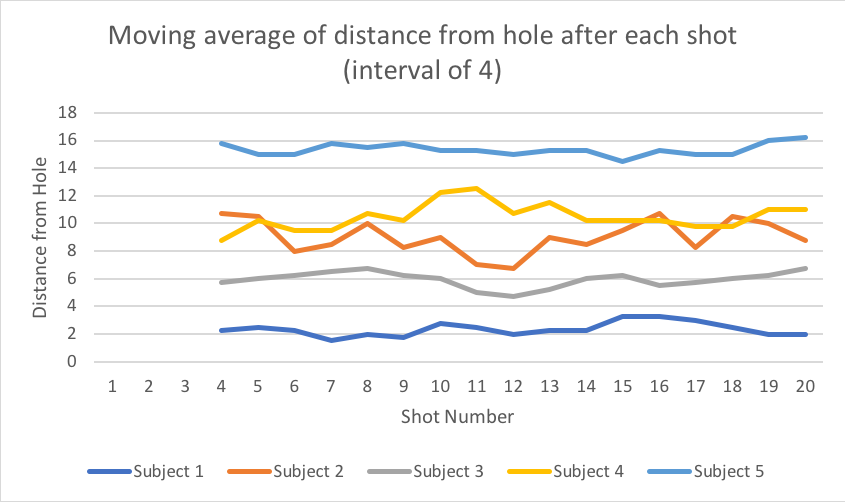 Moving average of distance from hole after each shot
(interval of 4)
18
16
14
12
10
8
6
4
2
0
Distance from Hole
1 2 3 4 5 6 7 8 9 10 11 12 13 14 15 16 17 18 19 20
Shot Number
Subject 1 Subject 2 Subject 3 Subject 4 Subject 5